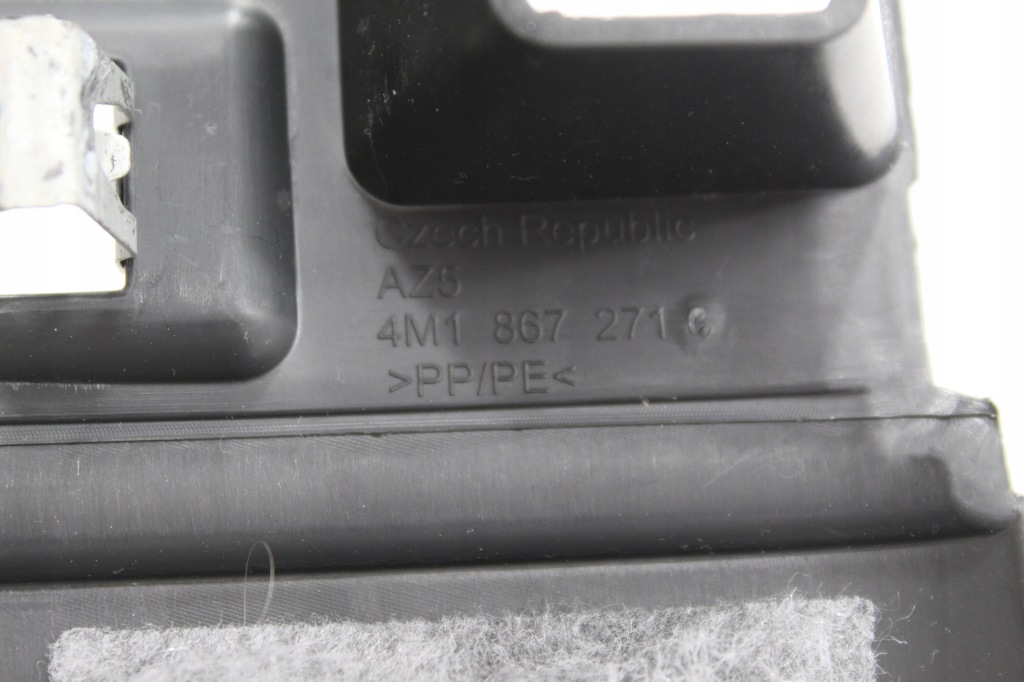 Czech Republic
AZ5
4M1 867 271 C
>PP/PE<